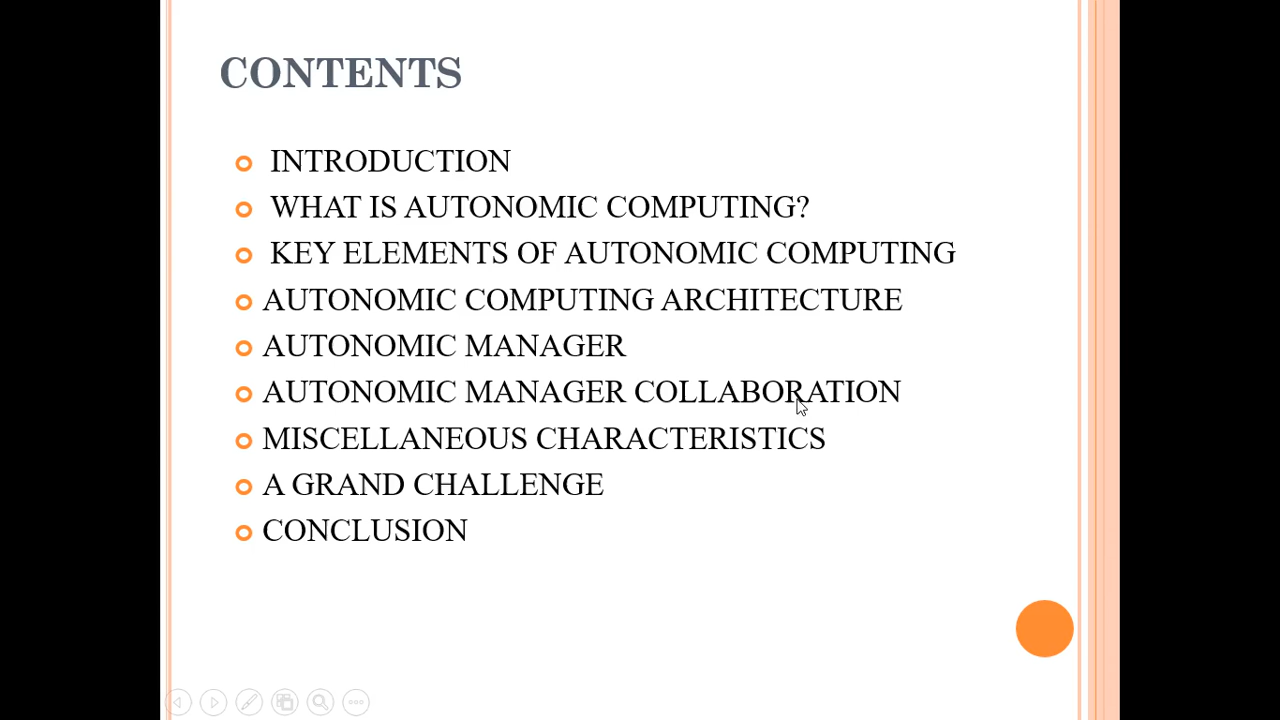 CONTENTS
INTRODUCTION
WHAT IS AUTONOMIC COMPUTING?
KEY ELEMENTS OF AUTONOMIC COMPUTING
AUTONOMIC COMPUTING ARCHITECTURE
AUTONOMIC MANAGER
AUTONOMIC MANAGER COLLABORATION
MISCELLANEOUS CHARACTERISTICS
A GRAND CHALLENGE
CONCLUSION